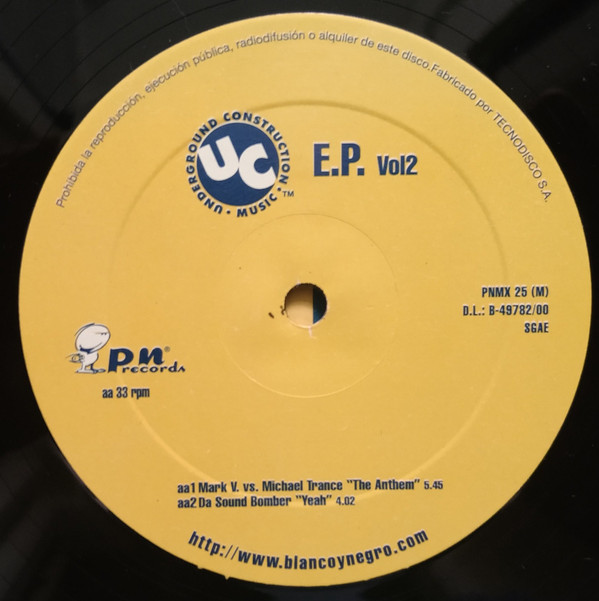 Prohibida la reproducción, ejecución pública, radiodifusión o alquiler de este disco.Fabricado por TECNODISCO S.A.
UNDERGROUND CONSTRUCTION
UC
• MUSIC • ™
E.P. Vol2
PNMX 25 (M)
D.L.: B-49782/00
SGAE
pn®
records
aa 33 rpm
aa1 Mark V. vs. Michael Trance "The Anthem" 5.45
aa2 Da Sound Bomber "Yeah" 4.02
http://www.blancoynegro.com